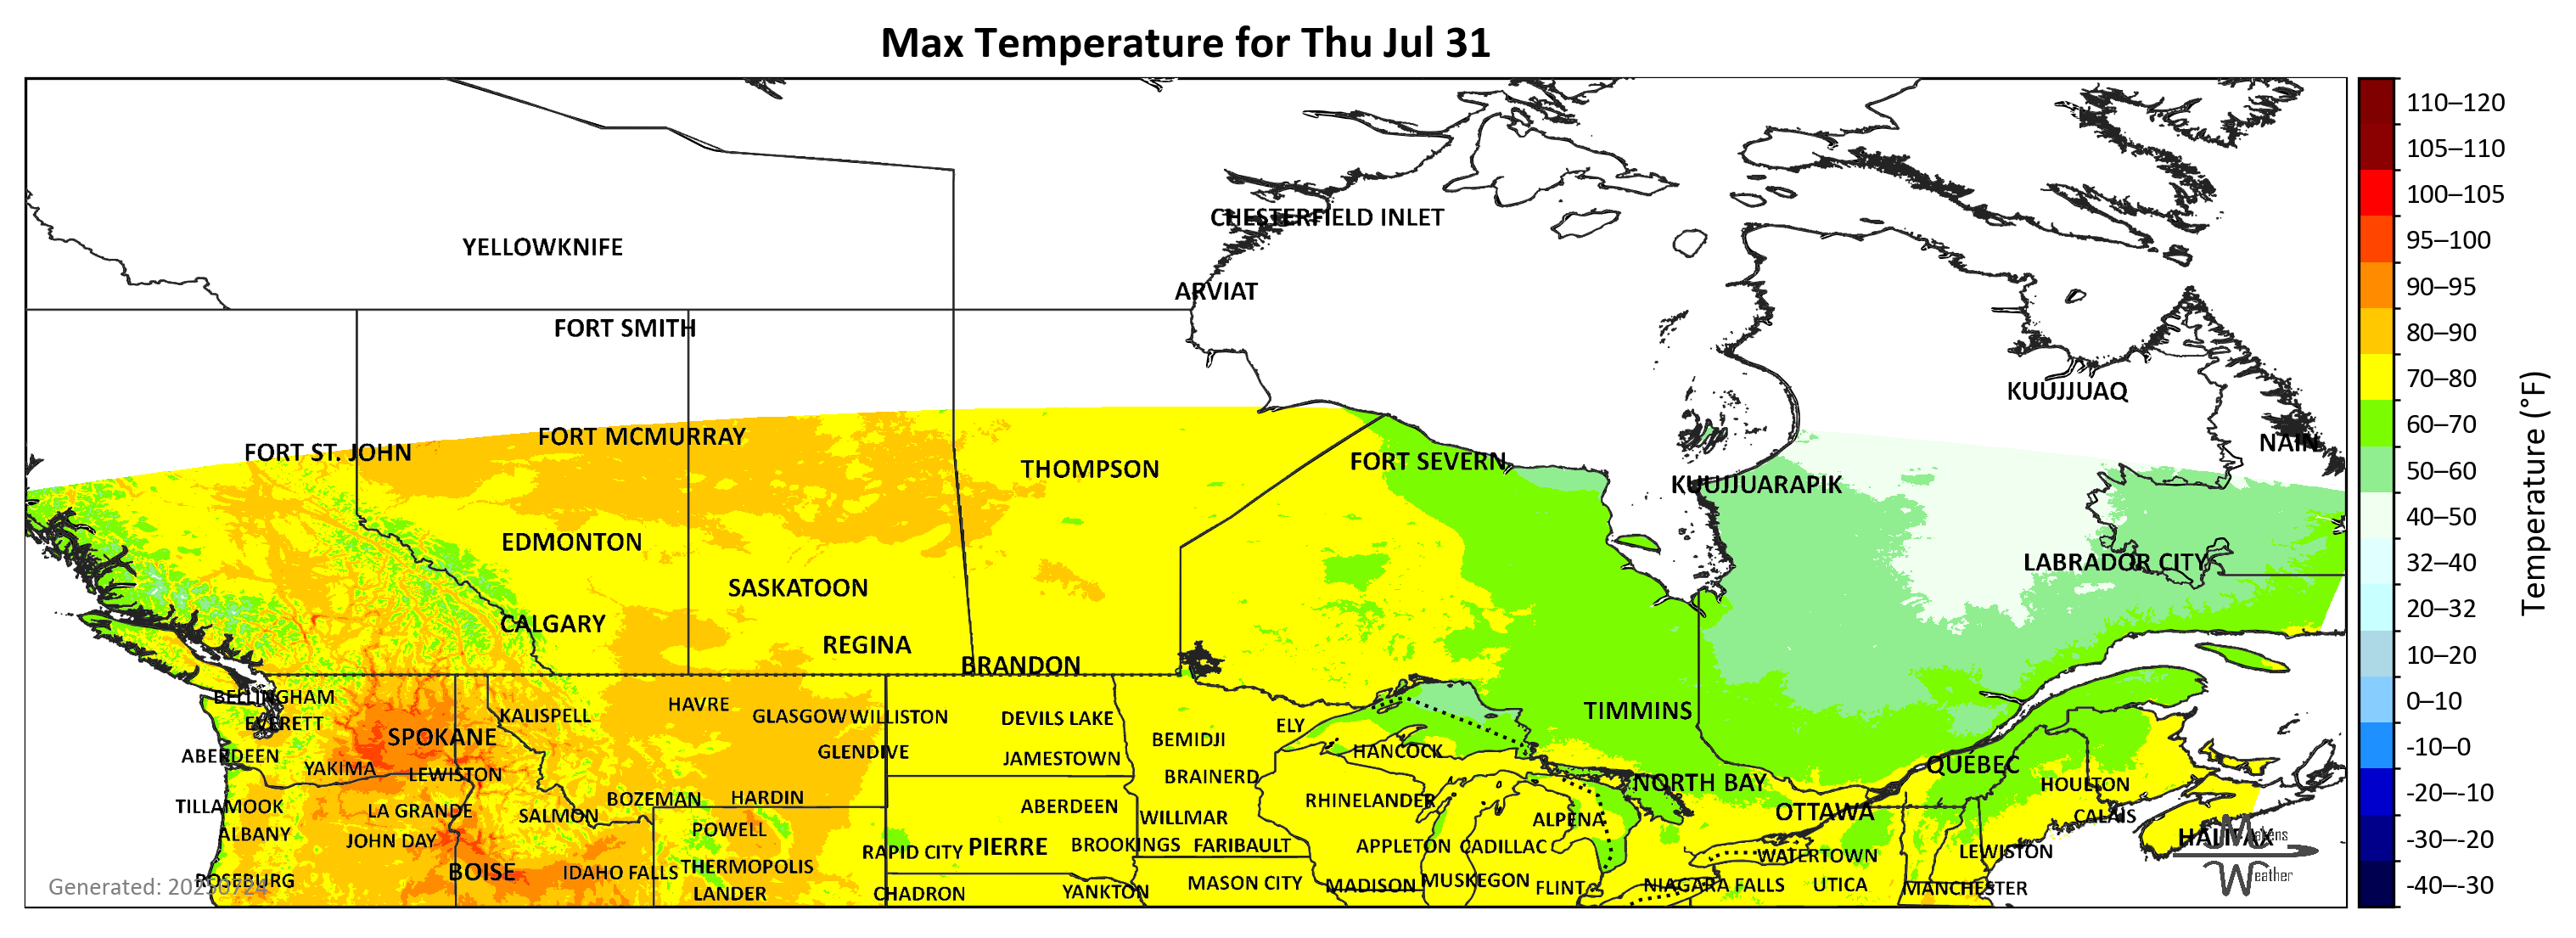 Max Temperature for Thu Jul 31
110–120
105–110
CHESTERFIELD INLET
100–105
YELLOWKNIFE
95–100
ARVIAT
90–95
FORT SMITH
80–90
70–80
KUUJJUAQ
60–70
FORT ST. JOHN
FORT MCMURRAY
NAIN
THOMPSON
FORT SEVERN
50–60
KUUJJUARAPIK
40–50
EDMONTON
LABRADOR CITY
32–40
SASKATOON
20–32
CALGARY
REGINA
10–20
BRANDON
Temperature (°F)
BELLINGHAM
HAVRE
0–10
EVERETT
KALISPELL
GLASGOW
WILLISTON
DEVILS LAKE
ELY
TIMMINS
SPOKANE
BEMIDJI
-10–0
ABERDEEN
GLENDIVE
JAMESTOWN
HANCOCK
YAKIMA
LEWISTON
BRAINERD
NORTH BAY
QUÉBEC
HOULTON
-20–-10
TILLAMOOK
LA GRANDE
SALMON
BOZEMAN
HARDIN
ABERDEEN
WILLMAR
RHINELANDER
ALPENA
OTTAWA
CALAIS
ALBANY
JOHN DAY
POWELL
HALIFAX
Makens
Weather
-30–-20
RAPID CITY
PIERRE
BROOKINGS
FARIBAULT
APPLETON
CADILLAC
WATERTOWN
LEWISTON
ROSEBURG
Generated: 20250724
BOISE
IDAHO FALLS
THERMOPOLIS
LANDER
CHADRON
YANKTON
MASON CITY
MADISON
MUSKEGON
FLINT
NIAGARA FALLS
UTICA
MANCHESTER
-40–-30